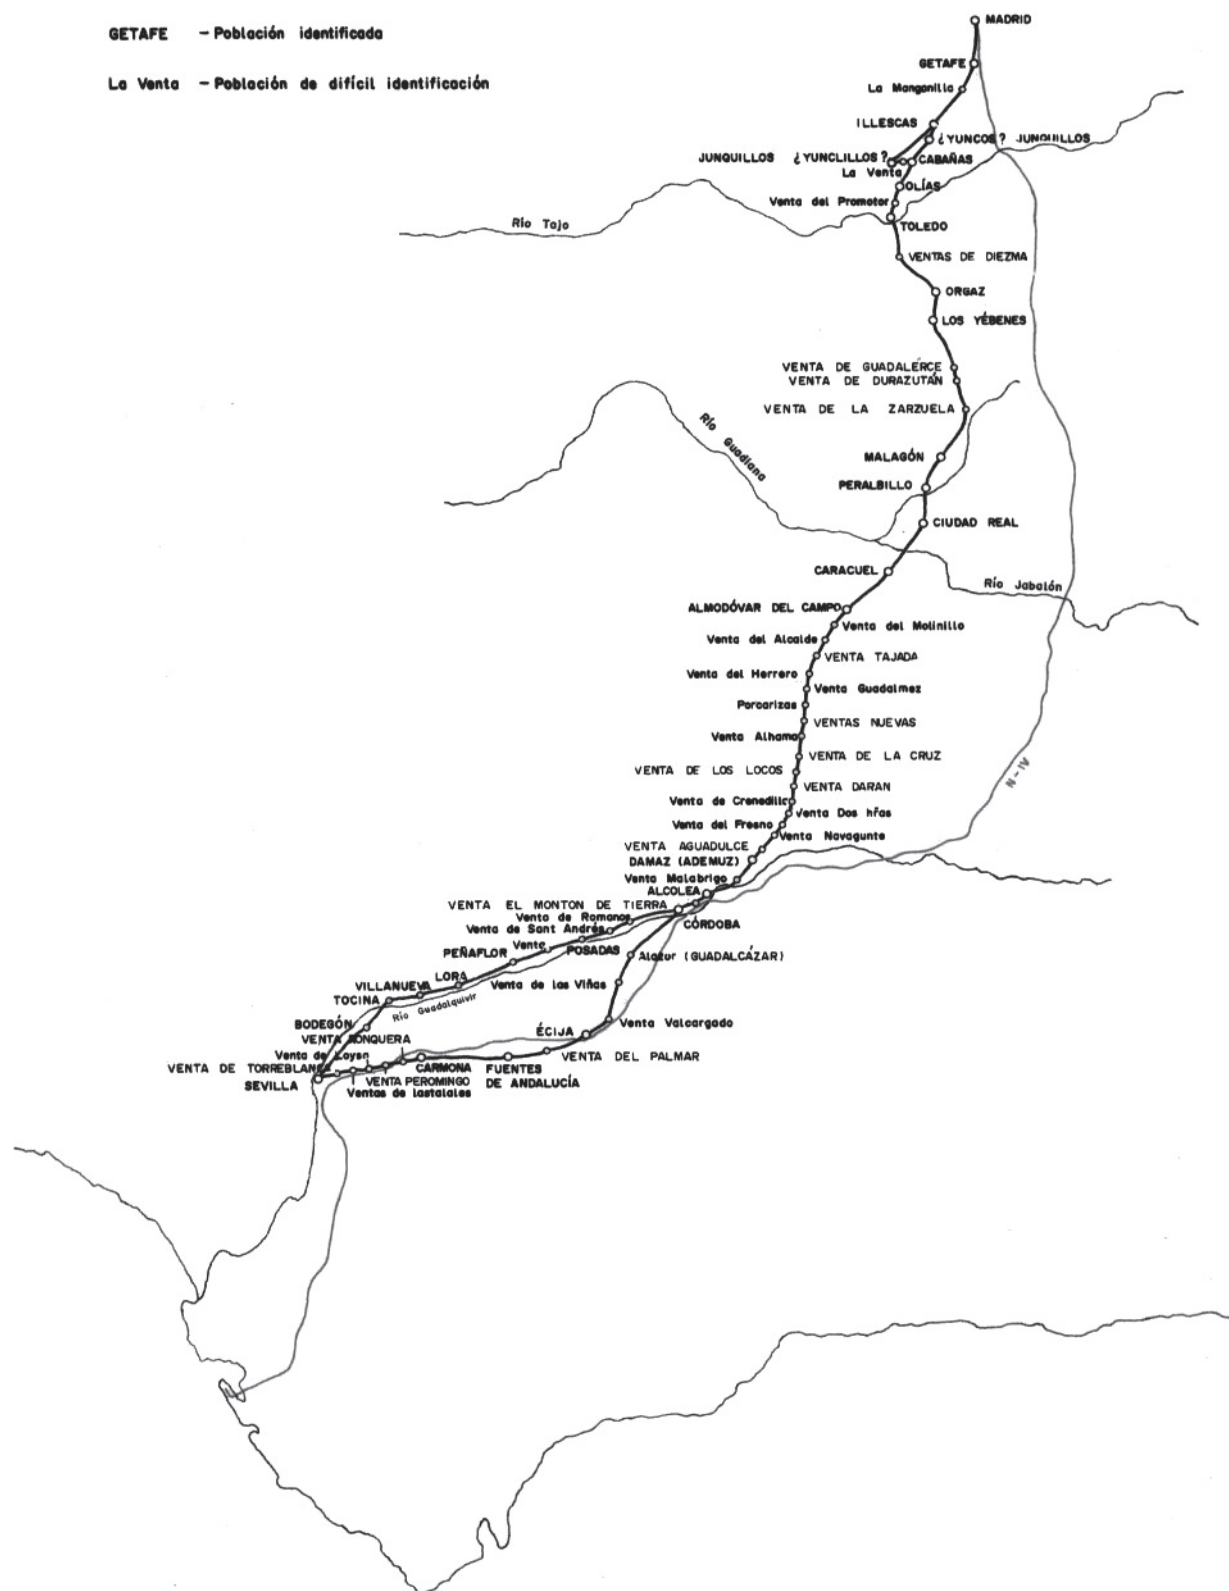 GETAFE – Población identificada
La Venta – Población de difícil identificación
MADRID
GETAFE
La Manganilla
ILLESCAS
¿YUNCOS? JUNQUILLOS
JUNQUILLOS ¿YUNCLILLOS?
CABAÑAS
La Venta
OLÍAS
Venta del Promotor
Río Tajo
TOLEDO
VENTAS DE DIEZMA
ORGAZ
LOS YÉBENES
VENTA DE GUADALERCE
VENTA DE DURAZUTÁN
VENTA DE LA ZARZUELA
Río Guadiana
MALAGÓN
PERALBILLO
CIUDAD REAL
CARACUEL
Río Jabalón
ALMODÓVAR DEL CAMPO
Venta del Molinillo
Venta del Alcalde
VENTA TAJADA
Venta del Herrero
Venta Guadalmez
Porcarizas
VENTAS NUEVAS
Venta Alhama
VENTA DE LA CRUZ
VENTA DE LOS LOCOS
N-IV
VENTA DARAN
Venta de Crenedillo
Venta Dos hřas
Venta del Fresno
Venta Navagunte
VENTA AGUADULCE
DAMAZ (ADEMUZ)
Venta Malabrigo
ALCOLEA
VENTA EL MONTON DE TIERRA
Venta de Romanos
CÓRDOBA
Venta de Sant Andrés
Vente
POSADAS
PEÑAFLOR
Alazur (GUADALCÁZAR)
LORA
VILLANUEVA
Venta de las Viñas
TOCINA
Río Guadalquivir
BODEGÓN
Venta Valcargado
ÉCIJA
VENTA JONQUERA
Venta de Loysa
VENTA DEL PALMAR
VENTA DE TORREBLANCA
CARMONA
FUENTES
DE ANDALUCÍA
SEVILLA
VENTA PEROMINGO
Ventas de lastalales